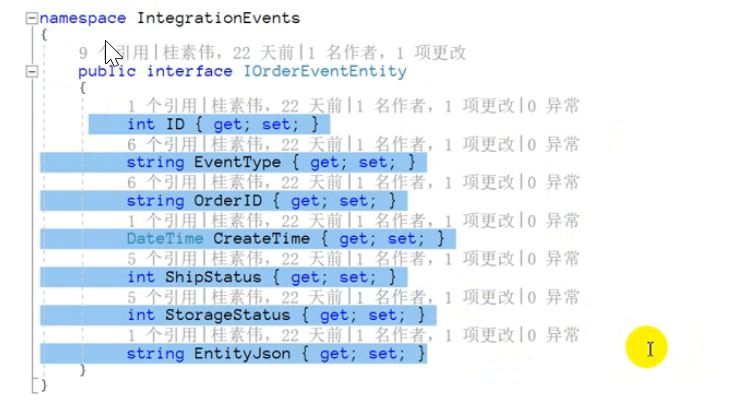 namespace IntegrationEvents
{
9 个引用|桂素伟，22 天前|1 名作者，1 项更改
public interface IOrderEventEntity
{
1 个引用|桂素伟，22 天前|1 名作者，1 项更改|0 异常
int ID { get; set; }
6 个引用|桂素伟，22 天前|1 名作者，1 项更改|0 异常
string EventType { get; set; }
6 个引用|桂素伟，22 天前|1 名作者，1 项更改|0 异常
string OrderID { get; set; }
1 个引用|桂素伟，22 天前|1 名作者，1 项更改|0 异常
DateTime CreateTime { get; set; }
5 个引用|桂素伟，22 天前|1 名作者，1 项更改|0 异常
int ShipStatus { get; set; }
5 个引用|桂素伟，22 天前|1 名作者，1 项更改|0 异常
int StorageStatus { get; set; }
1 个引用|桂素伟，22 天前|1 名作者，1 项更改|0 异常
string EntityJson { get; set; }
}
}